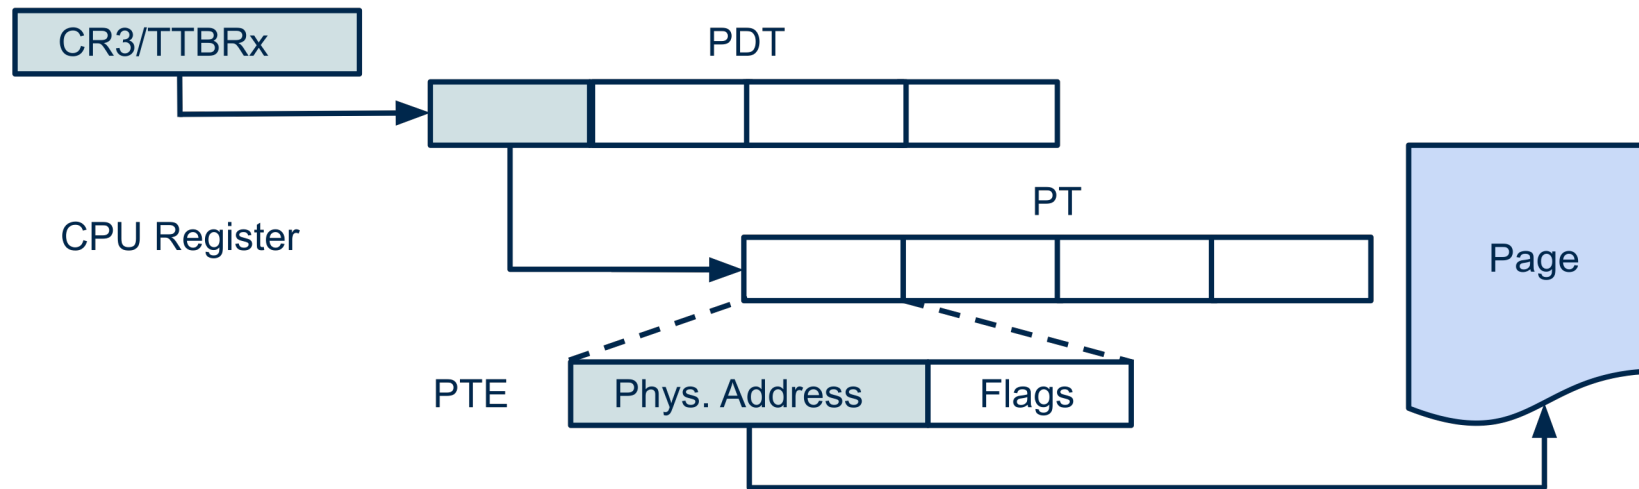 CR3/TTBRx
PDT
CPU Register
PT
Page
PTE
Phys. Address
Flags